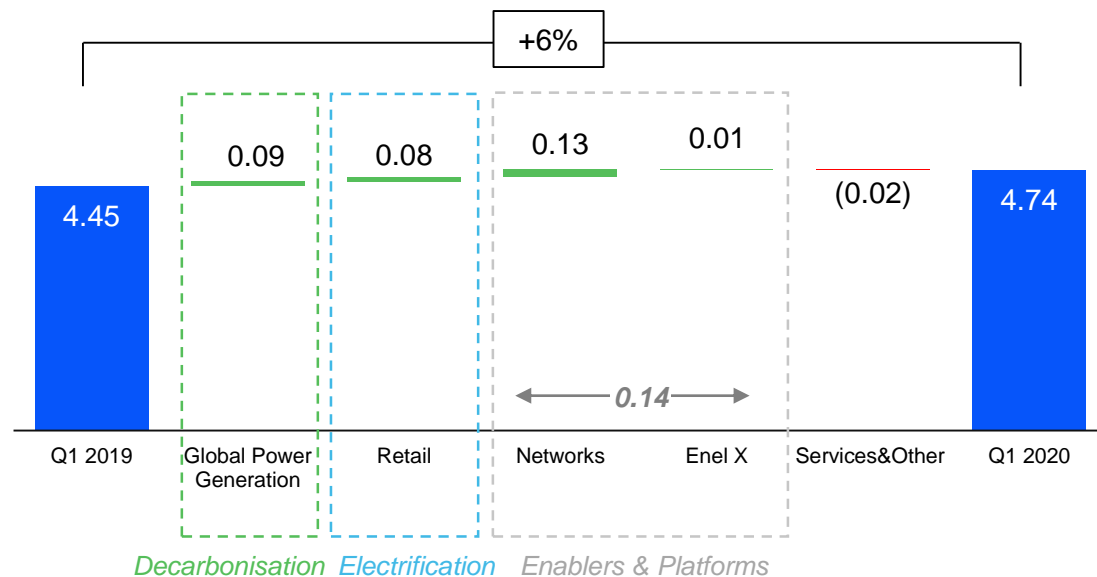 +6%
4.45
0.09
0.08
0.13
0.01
(0.02)
4.74
0.14
Q1 2019
Global Power
Generation
Retail
Networks
Enel X
Services&Other
Q1 2020
Decarbonisation
Electrification
Enablers & Platforms